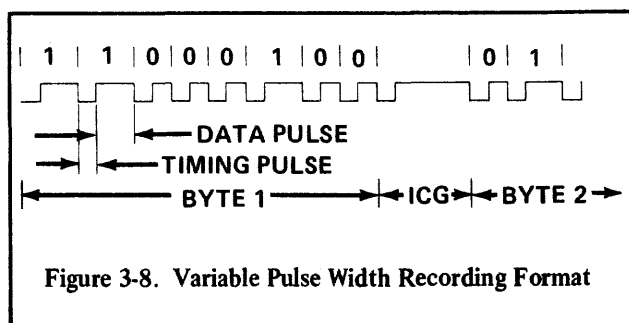 1 1 0 0 0 1 0 0 0 1
DATA PULSE
TIMING PULSE
BYTE 1 ICG BYTE 2
Figure 3-8. Variable Pulse Width Recording Format